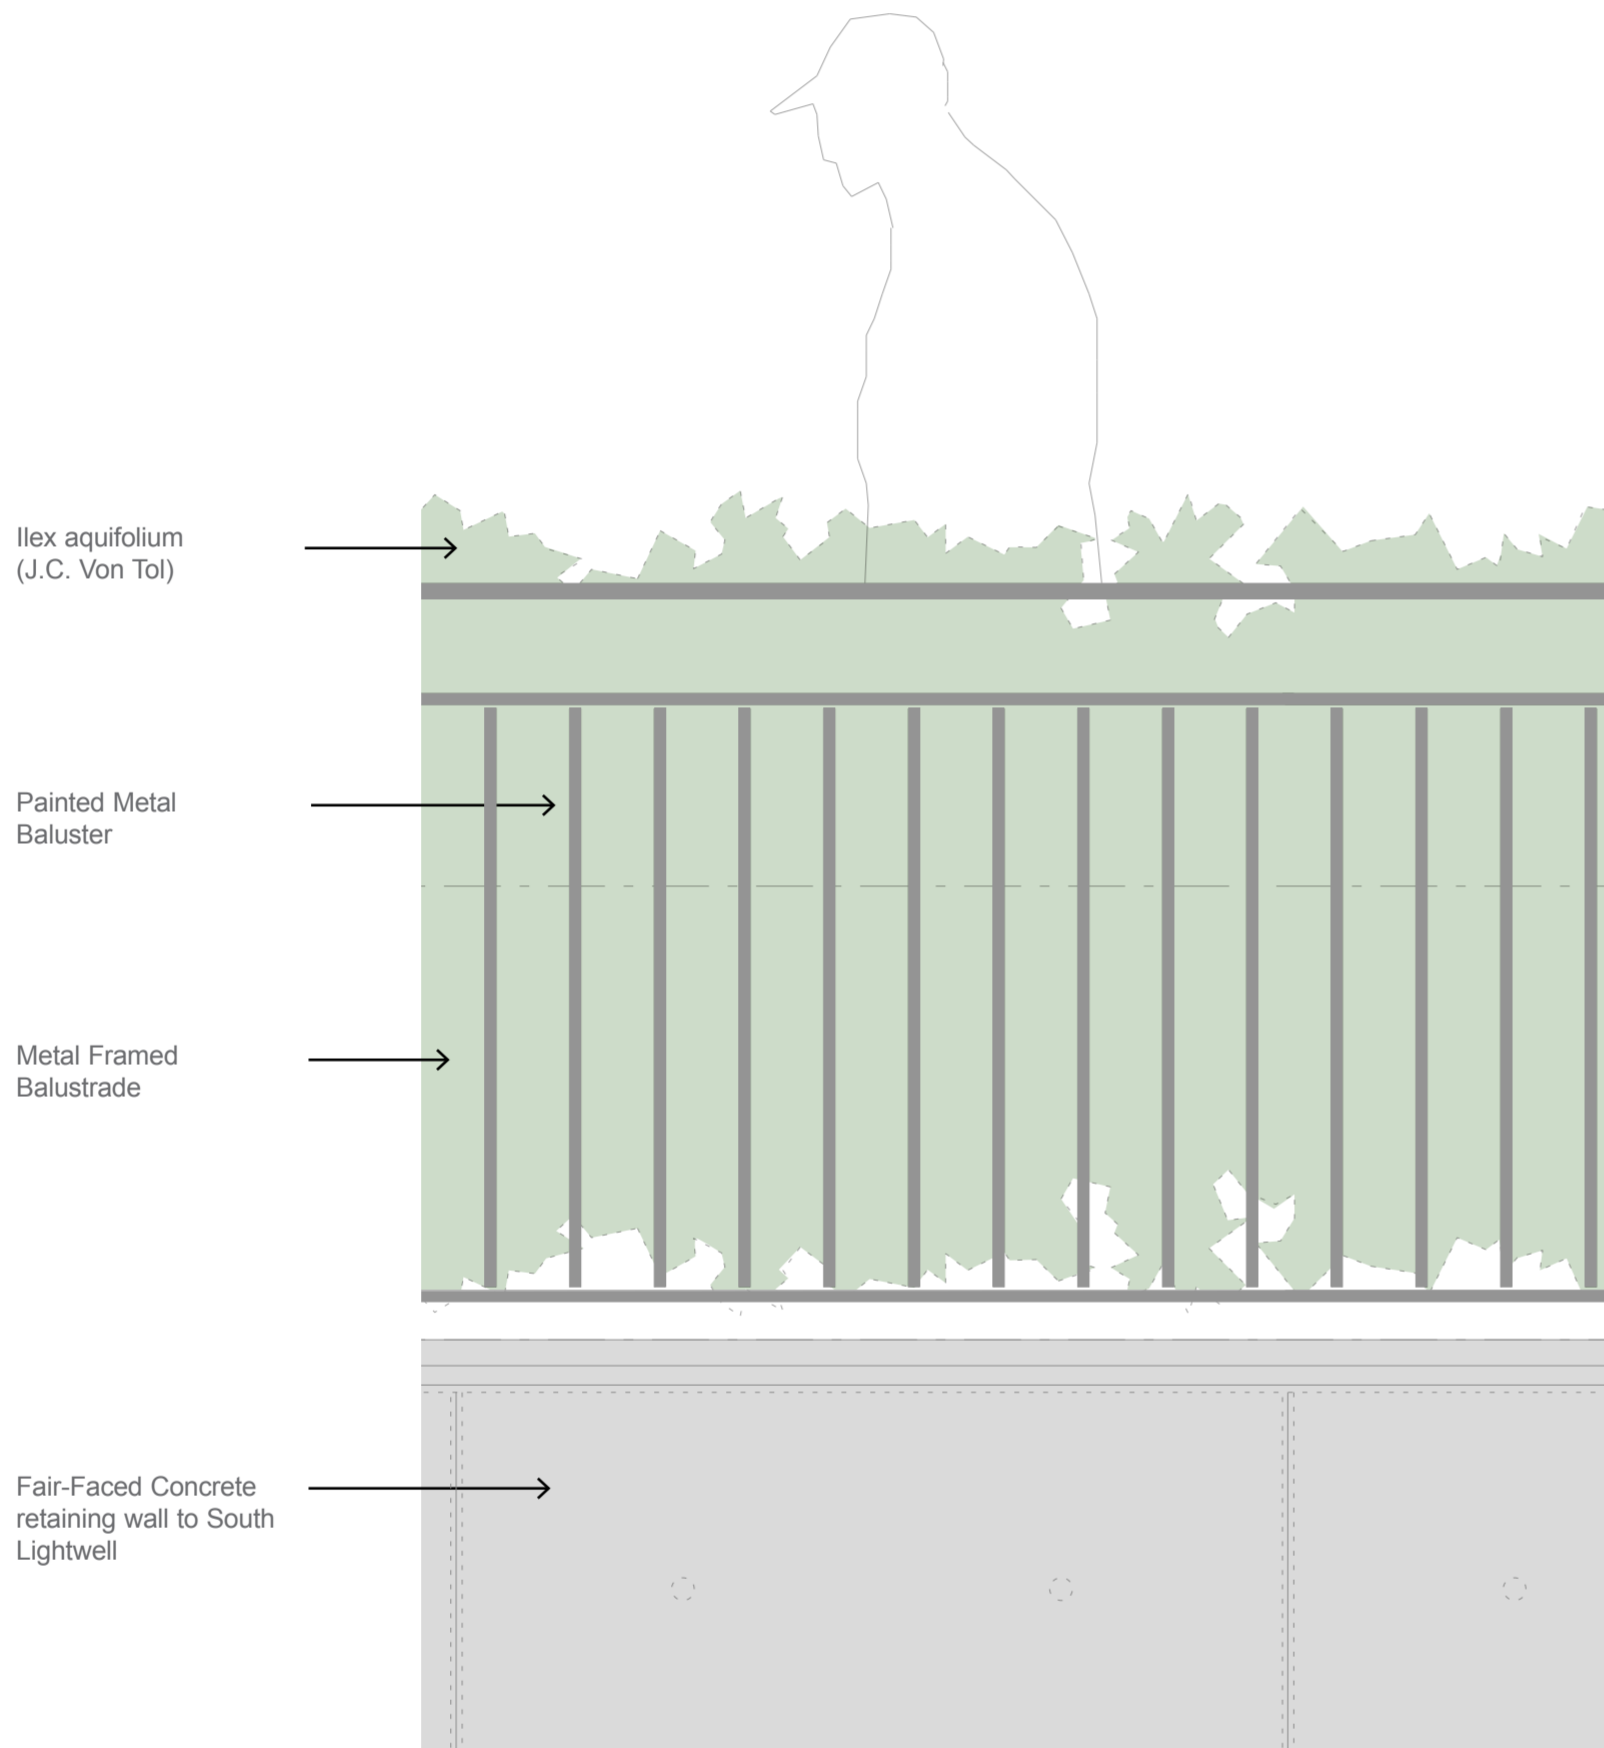 Ilex aquifolium
(J.C. Von Tol)
Painted Metal
Baluster
Metal Framed
Balustrade
Fair-Faced Concrete
retaining wall to South
Lightwell